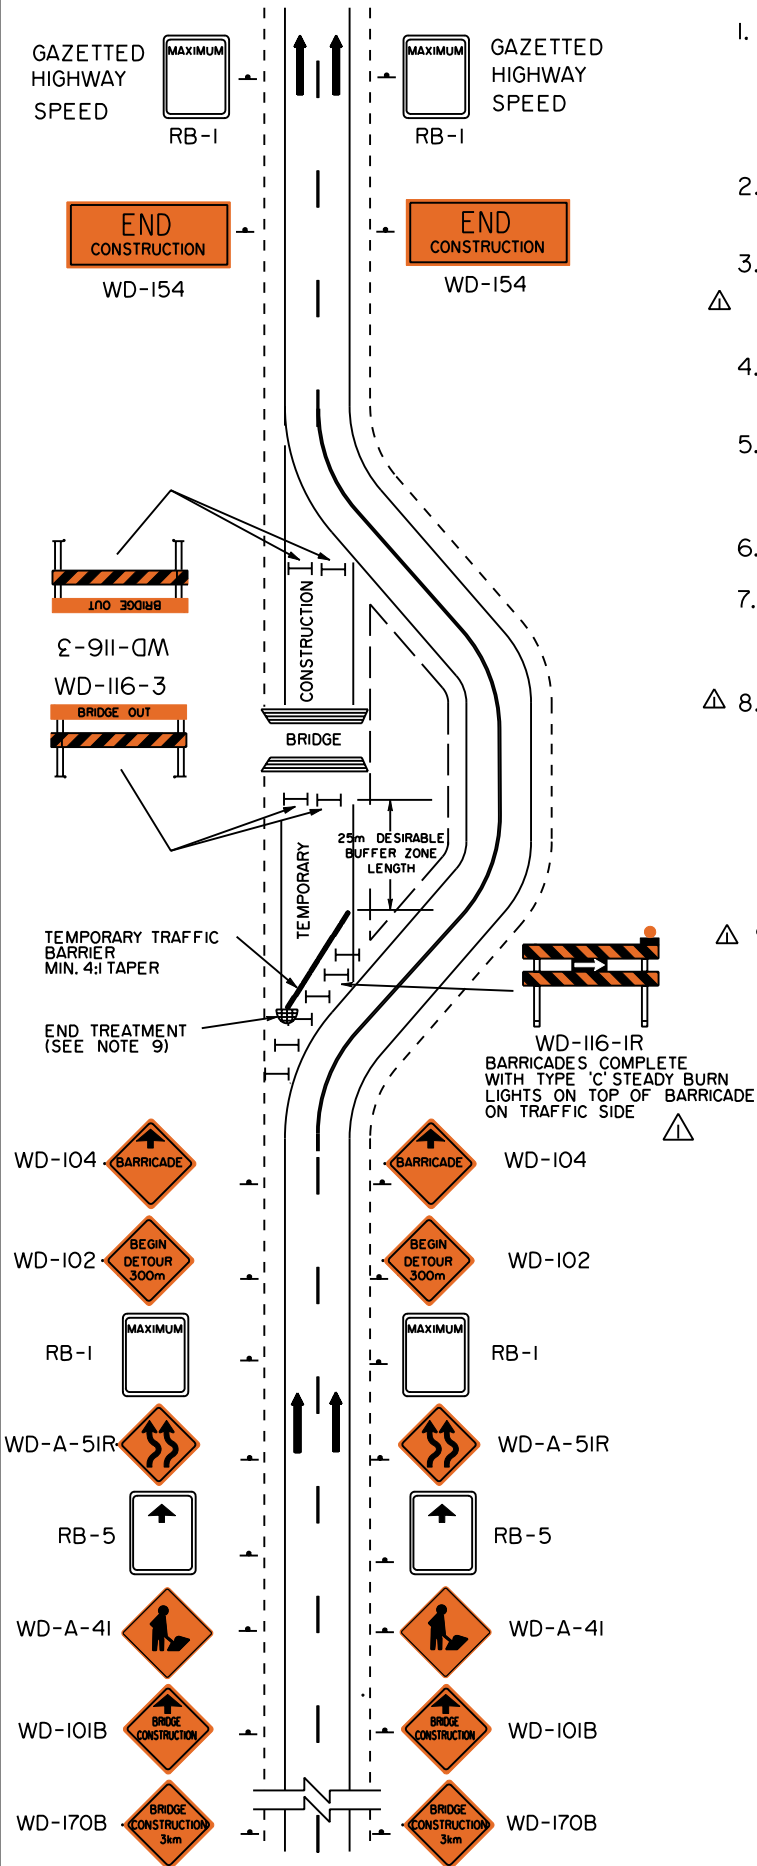 GAZETTED
HIGHWAY
SPEED
MAXIMUM
RB-1
MAXIMUM
RB-1
GAZETTED
HIGHWAY
SPEED
1.
2.
3.
4.
5.
6.
7.
8.
END
CONSTRUCTION
WD-154
END
CONSTRUCTION
WD-154
BRIDGE OUT
WD-116-3
WD-116-3
BRIDGE OUT
CONSTRUCTION
BRIDGE
25m DESIRABLE
BUFFER ZONE
LENGTH
TEMPORARY
TEMPORARY TRAFFIC
BARRIER
MIN. 4:1 TAPER
END TREATMENT
(SEE NOTE 9)
WD-116-1R
BARRICADES COMPLETE
WITH TYPE 'C' STEADY BURN
LIGHTS ON TOP OF BARRICADE
ON TRAFFIC SIDE
1
1
1
1
WD-104
BARRICADE
BARRICADE
WD-104
WD-102
BEGIN
DETOUR
300m
BEGIN
DETOUR
300m
WD-102
RB-1
MAXIMUM
MAXIMUM
RB-1
WD-A-51R
WD-A-51R
RB-5
RB-5
WD-A-41
WD-A-41
WD-101B
BRIDGE
CONSTRUCTION
BRIDGE
CONSTRUCTION
WD-101B
WD-170B
BRIDGE
CONSTRUCTION
3km
BRIDGE
CONSTRUCTION
3km
WD-170B